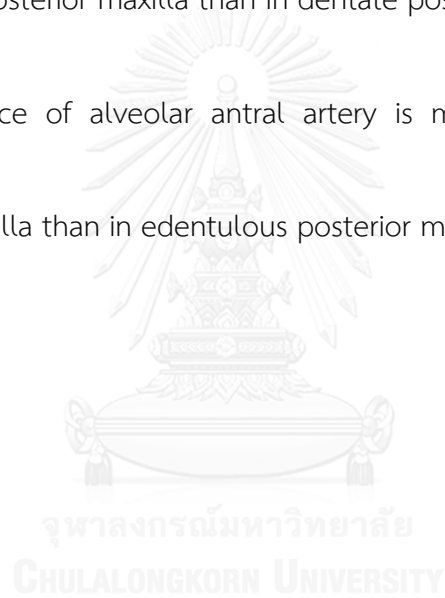 osterior maxilla than in dentate pos
ce of alveolar antral artery is m
lla than in edentulous posterior m
จุฬาลงกรณ์มหาวิทยาลัย
CHULALONGKORN UNIVERSITY